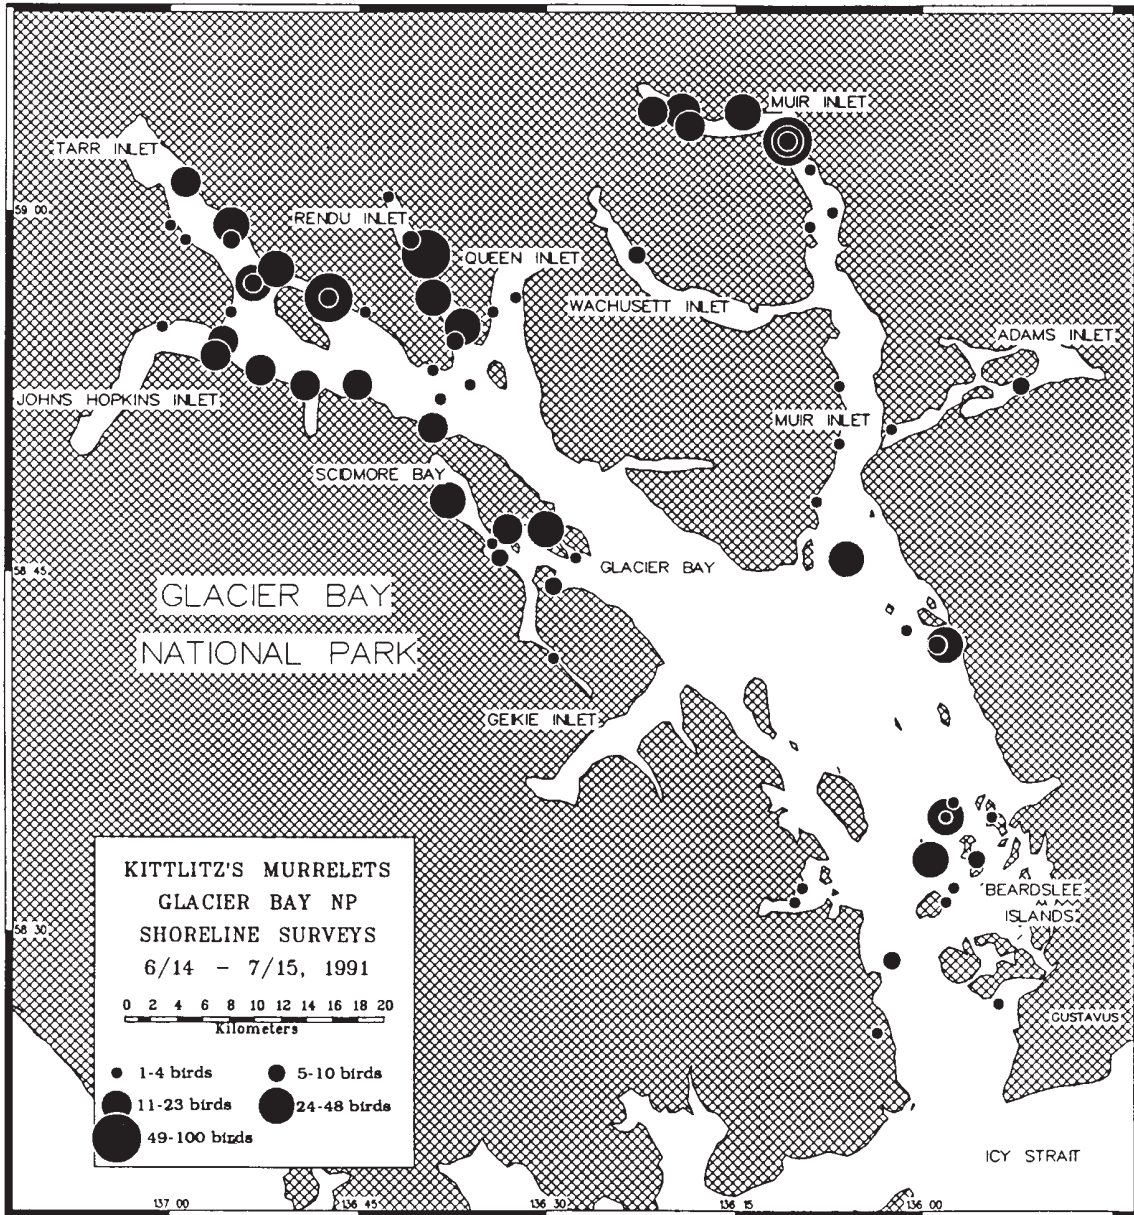 MUIR INLET
TARR INLET
59 00
RENDU INLET
QUEEN INLET
WACHUSETT INLET
ADAMS INLET
JOHNS HOPKINS INLET
MUIR INLET
SCIDMORE BAY
GLACIER BAY
58 45
GLACIER BAY
NATIONAL PARK
GEIKIE INLET
KITTLITZ'S MURRELETS
GLACIER BAY NP
SHORELINE SURVEYS
6/14 – 7/15, 1991
0 2 4 6 8 10 12 14 16 18 20
Kilometers
1-4 birds
5-10 birds
11-23 birds
24-48 birds
49-100 birds
BEARDSLEE
ISLANDS
58 30
GUSTAVUS
ICY STRAIT
137 00
136 45
136 30
136 15
136 00